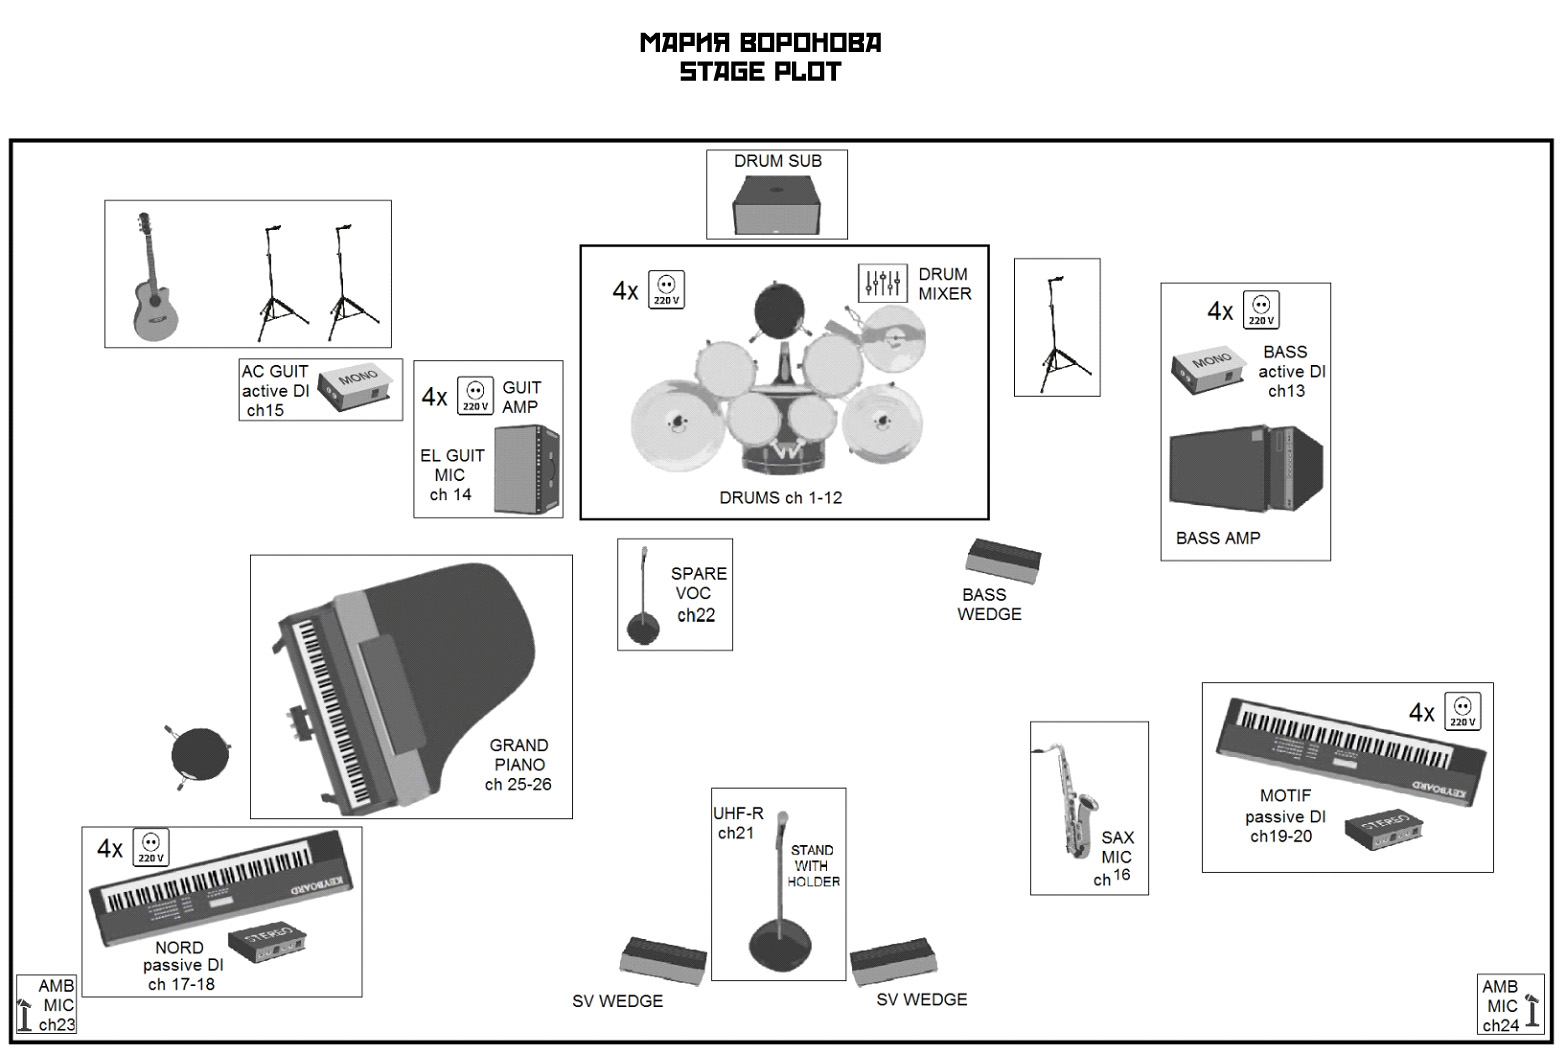 МАРИЯ ВОРОНОВА
STAGE PLOT
DRUM SUB
4x
220 V
DRUM
MIXER
DRUMS ch 1-12
AC GUIT
active DI
ch15
MONO
4x
220 V
GUIT
AMP
EL GUIT
MIC
ch 14
4x
220 V
MONO
BASS
active DI
ch13
BASS AMP
SPARE
VOC
ch22
BASS
WEDGE
GRAND
PIANO
ch 25-26
4x
220 V
KEYBOARD
MOTIF
passive DI
ch19-20
STEREO
SAX
MIC
ch16
UHF-R
ch21
STAND
WITH
HOLDER
4x
220 V
KEYBOARD
NORD
passive DI
ch 17-18
STEREO
SV WEDGE
SV WEDGE
AMB
MIC
ch23
AMB
MIC
ch24